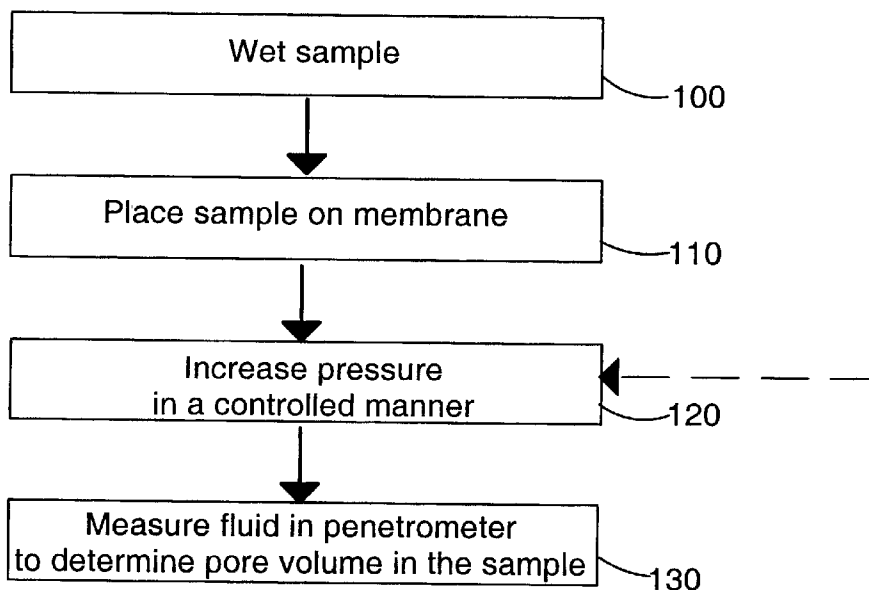 Wet sample
100
Place sample on membrane
110
Increase pressure
in a controlled manner
120
Measure fluid in penetrometer
to determine pore volume in the sample
130